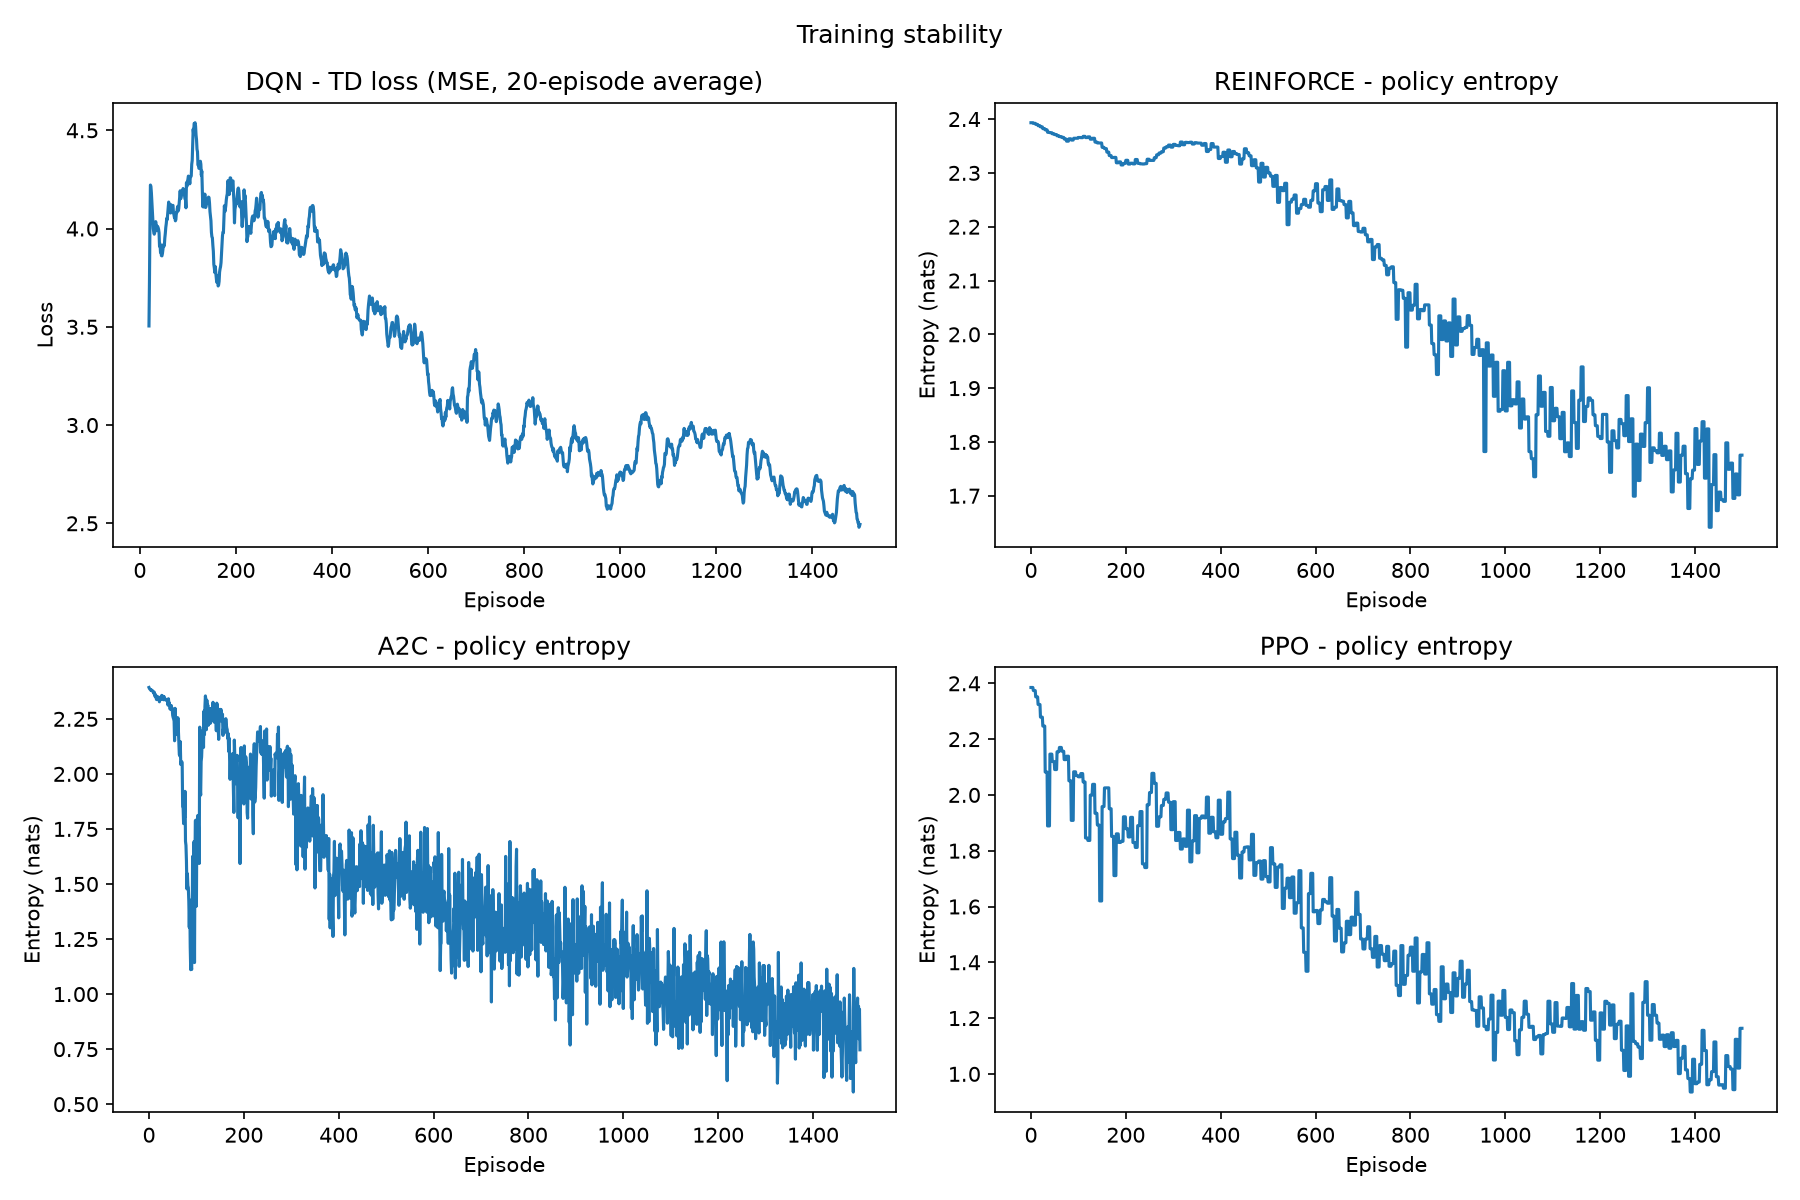 Training stability
DQN - TD loss (MSE, 20-episode average)
Loss
4.5
4.0
3.5
3.0
2.5
0 200 400 600 800 1000 1200 1400
Episode
REINFORCE - policy entropy
Entropy (nats)
2.4
2.3
2.2
2.1
2.0
1.9
1.8
1.7
0 200 400 600 800 1000 1200 1400
Episode
A2C - policy entropy
Entropy (nats)
2.25
2.00
1.75
1.50
1.25
1.00
0.75
0.50
0 200 400 600 800 1000 1200 1400
Episode
PPO - policy entropy
Entropy (nats)
2.4
2.2
2.0
1.8
1.6
1.4
1.2
1.0
0 200 400 600 800 1000 1200 1400
Episode